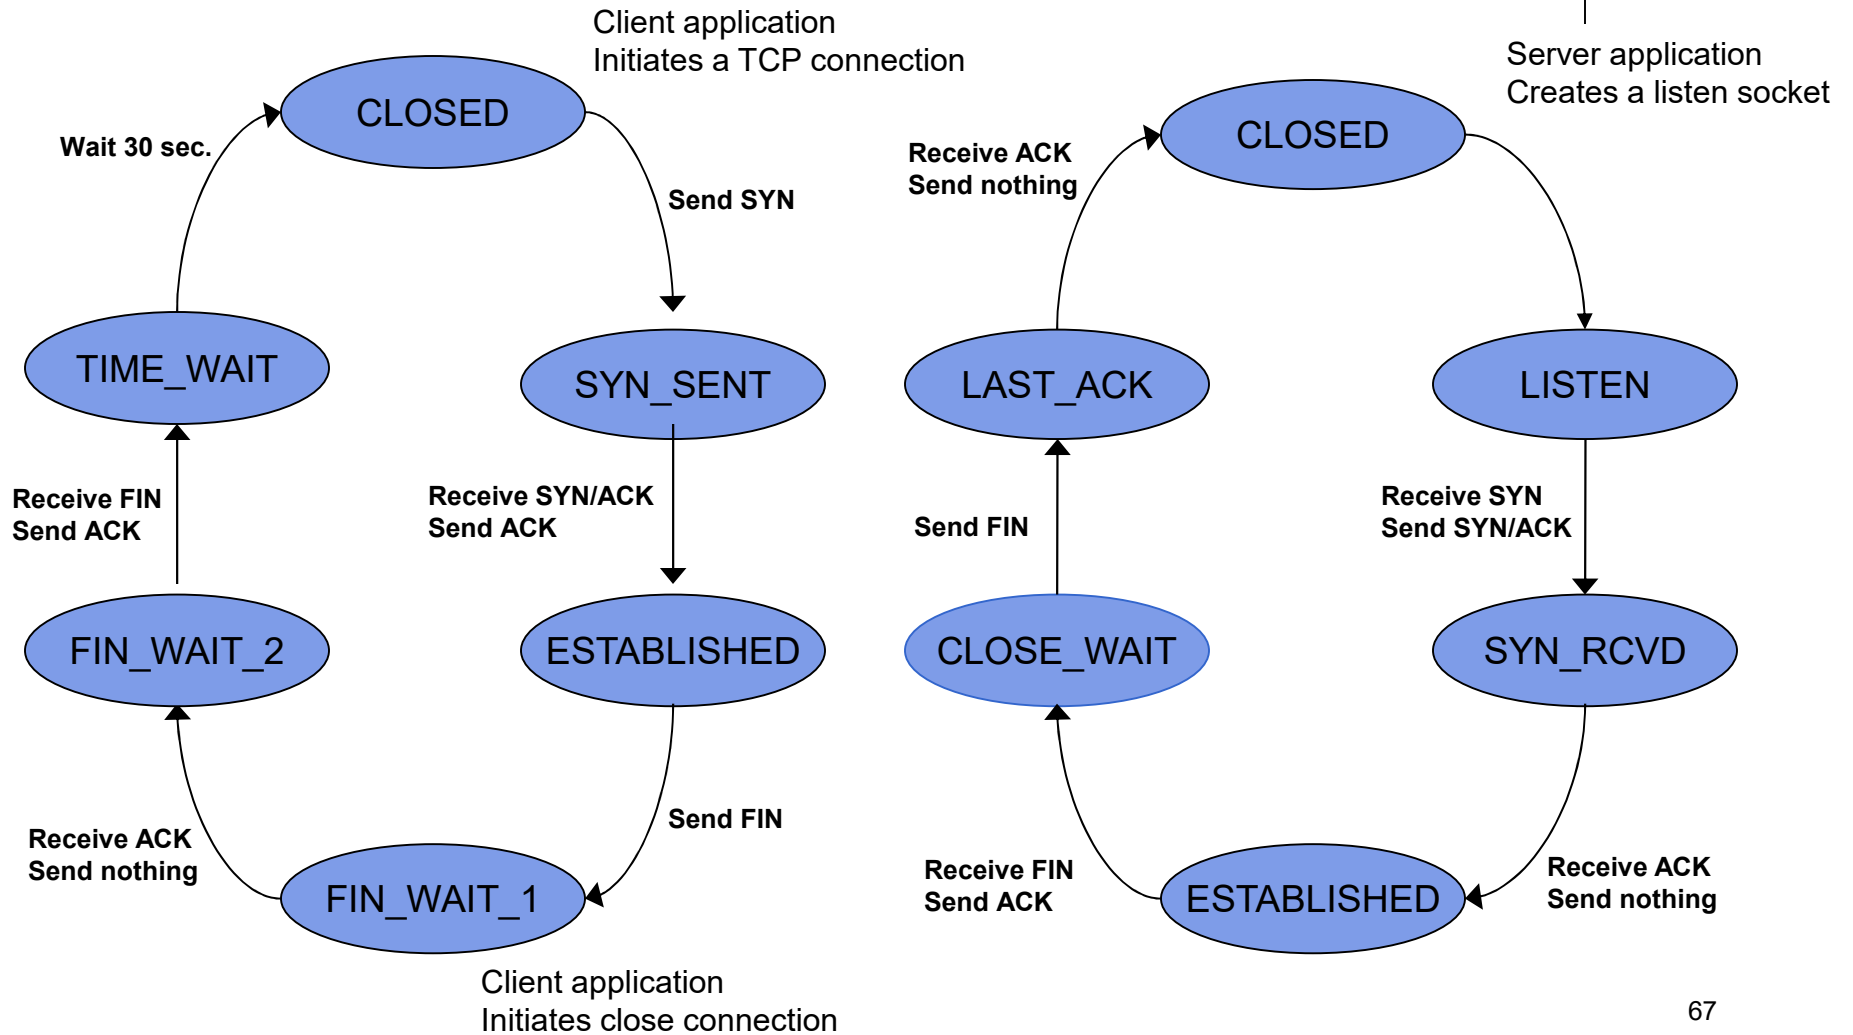 Client application
Initiates a TCP connection
CLOSED
Wait 30 sec.
Send SYN
TIME_WAIT
SYN_SENT
Receive FIN
Send ACK
Receive SYN/ACK
Send ACK
FIN_WAIT_2
ESTABLISHED
Receive ACK
Send nothing
Send FIN
FIN_WAIT_1
Client application
Initiates close connection
Server application
Creates a listen socket
CLOSED
Receive ACK
Send nothing
LAST_ACK
LISTEN
Send FIN
Receive SYN
Send SYN/ACK
CLOSE_WAIT
SYN_RCVD
Receive FIN
Send ACK
ESTABLISHED
Receive ACK
Send nothing
67